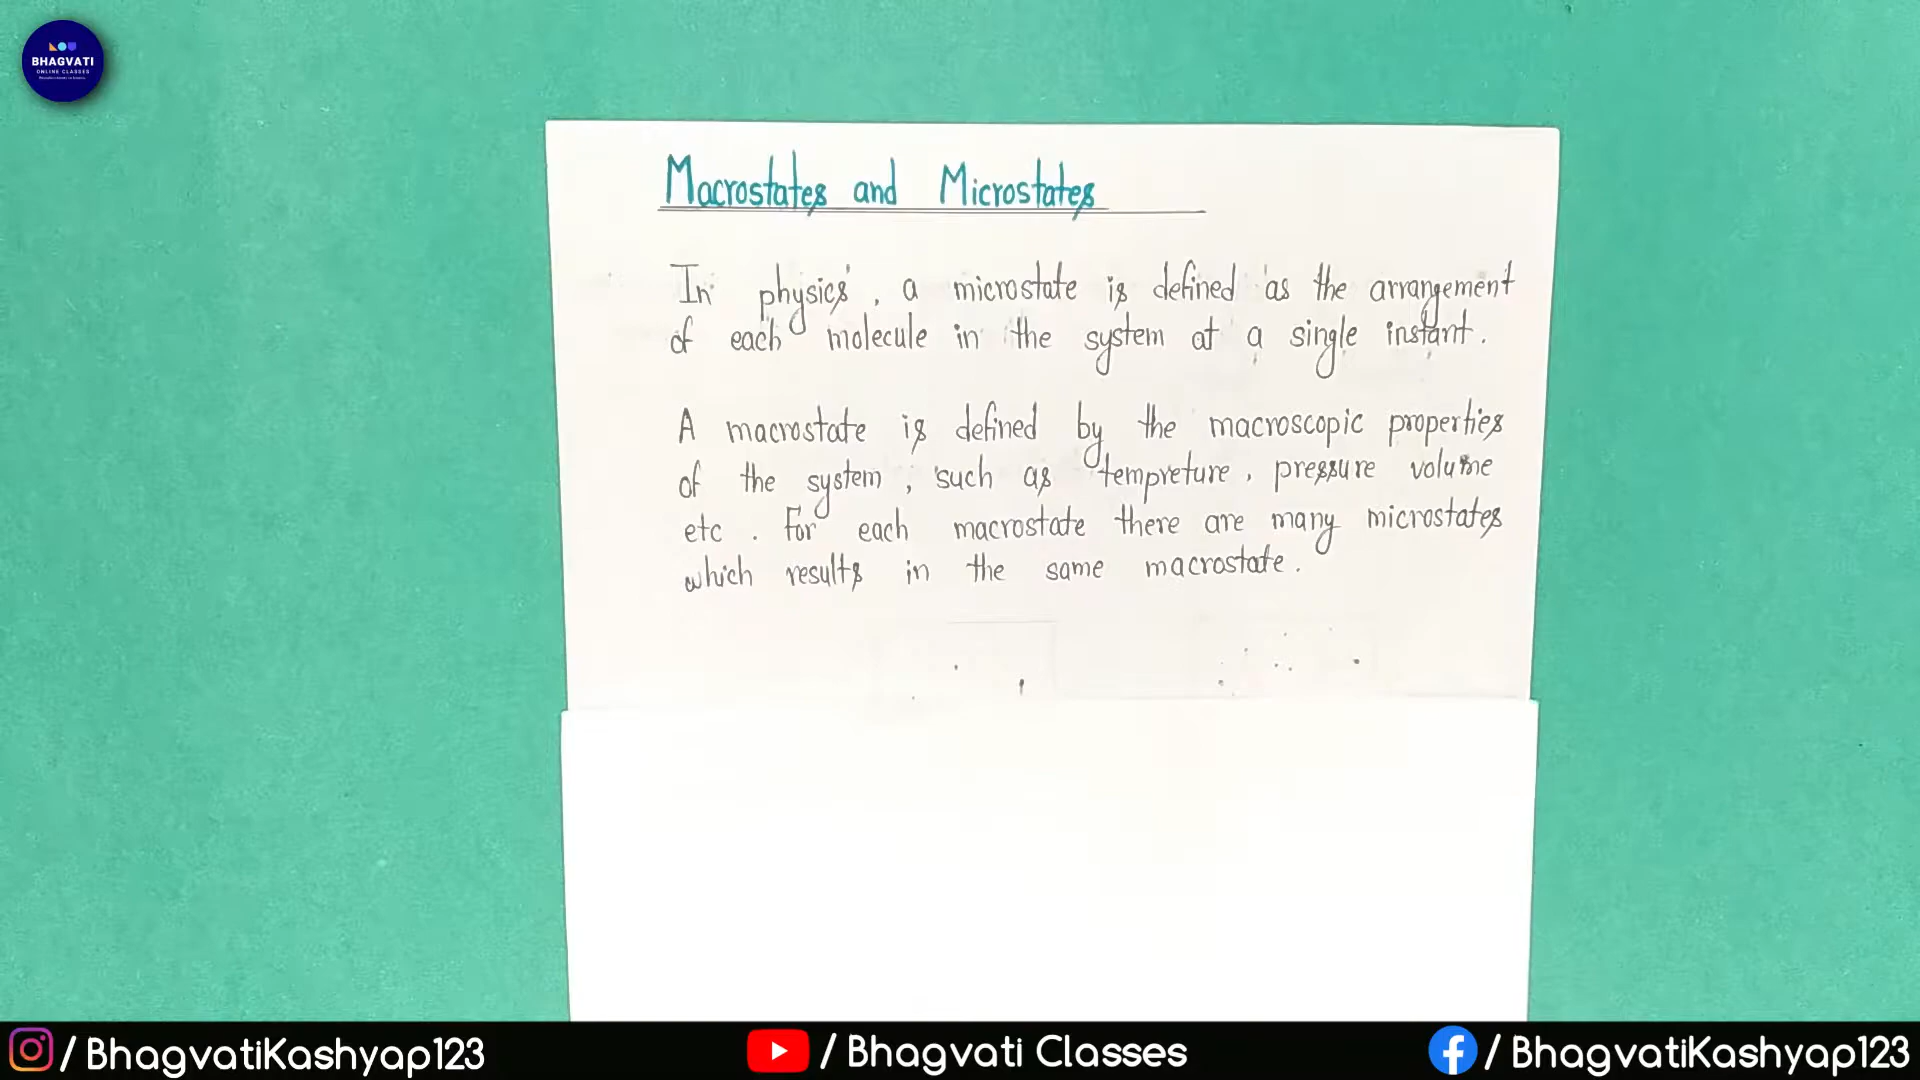 BHAGVATI
ONLINE CLASSES
Macrostates and Microstates
In physics, a microstate is defined as the arrangement
of each molecule in the system at a single instant.
A macrostate is defined by the macroscopic properties
of the system, such as tempreture, pressure volume
etc. For each macrostate there are many microstates
which results in the same macrostate.
/ BhagvatiKashyap123
/ Bhagvati Classes
/ BhagvatiKashyap123